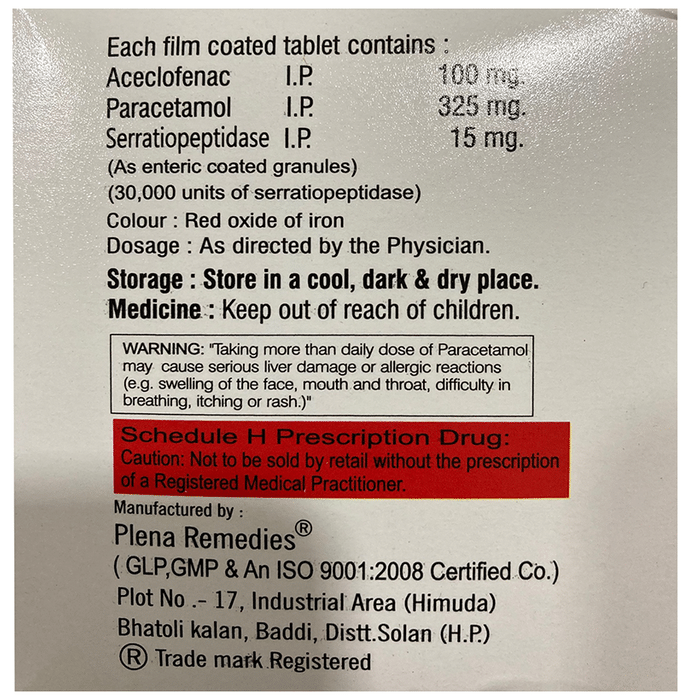 Each film coated tablet contains :
Aceclofenac I.P. 100 mg.
Paracetamol I.P. 325 mg.
Serratiopeptidase I.P. 15 mg.
(As enteric coated granules)
(30,000 units of serratiopeptidase)
Colour : Red oxide of iron
Dosage : As directed by the Physician.
Storage : Store in a cool, dark & dry place.
Medicine : Keep out of reach of children.
WARNING: "Taking more than daily dose of Paracetamol
may cause serious liver damage or allergic reactions
(e.g. swelling of the face, mouth and throat, difficulty in
breathing, itching or rash.)"
Schedule H Prescription Drug:
Caution: Not to be sold by retail without the prescription
of a Registered Medical Practitioner.
Manufactured by :
Plena Remedies®
( GLP,GMP & An ISO 9001:2008 Certified Co.)
Plot No .- 17, Industrial Area (Himuda)
Bhatoli kalan, Baddi, Distt.Solan (H.P.)
® Trade mark Registered